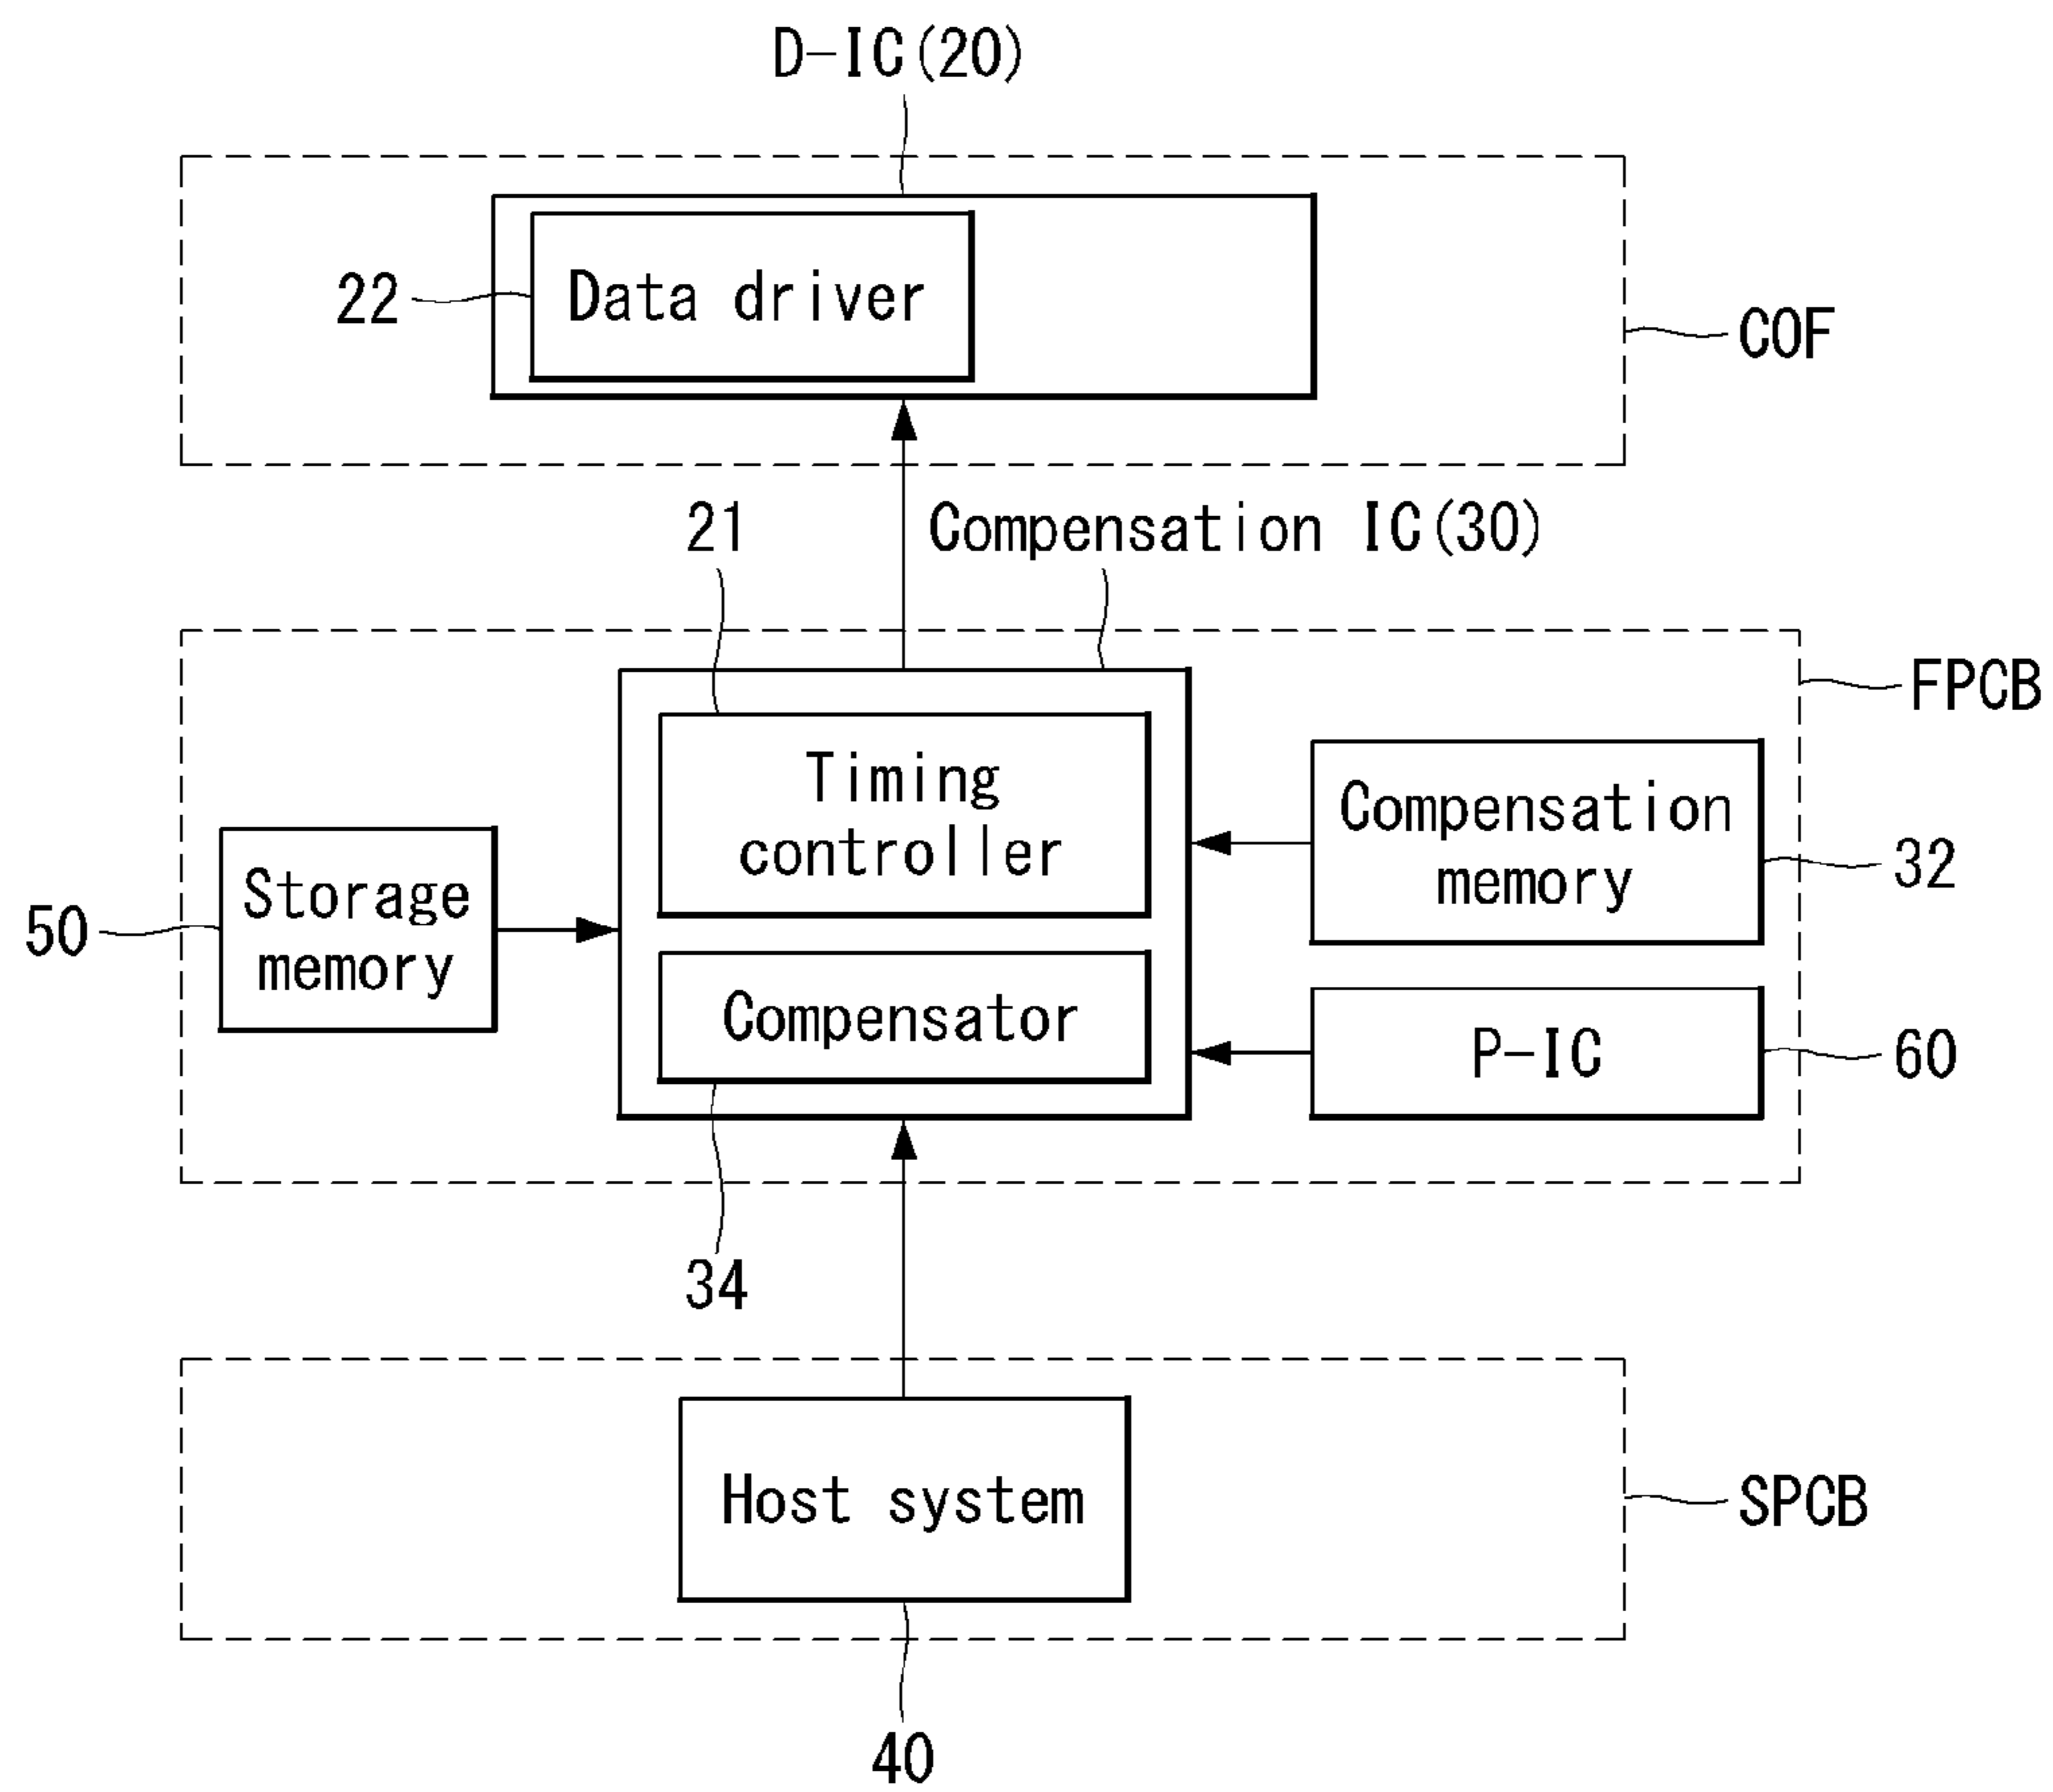 D-IC(20)
22
Data driver
COF
21
Compensation IC(30)
FPCB
Timing
controller
Compensation
memory
32
Storage
memory
50
Compensator
P-IC
60
34
Host system
SPCB
40